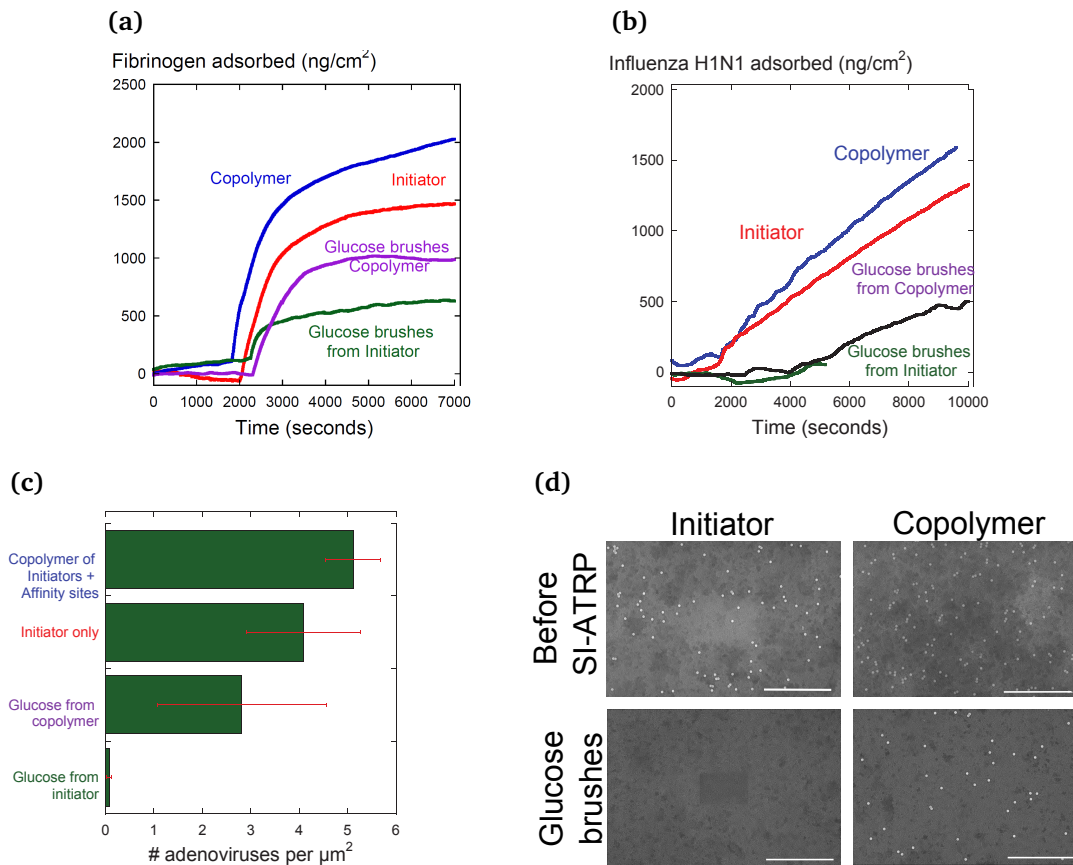 (a)
Fibrinogen adsorbed (ng/cm²)
2500
2000
1500
1000
500
0
Copolymer
Initiator
Glucose brushes
Copolymer
Glucose brushes
from Initiator
0 1000 2000 3000 4000 5000 6000 7000
Time (seconds)
(b)
Influenza H1N1 adsorbed (ng/cm²)
2000
1500
1000
500
0
Copolymer
Initiator
Glucose brushes
from Copolymer
Glucose brushes
from Initiator
0 2000 4000 6000 8000 10000
Time (seconds)
(c)
Copolymer of
Initiators +
Affinity sites
Initiator only
Glucose from
copolymer
Glucose from
initiator
0 1 2 3 4 5 6
# adenoviruses per µm²
(d)
Initiator Copolymer
Before
SI-ATRP
Glucose
brushes